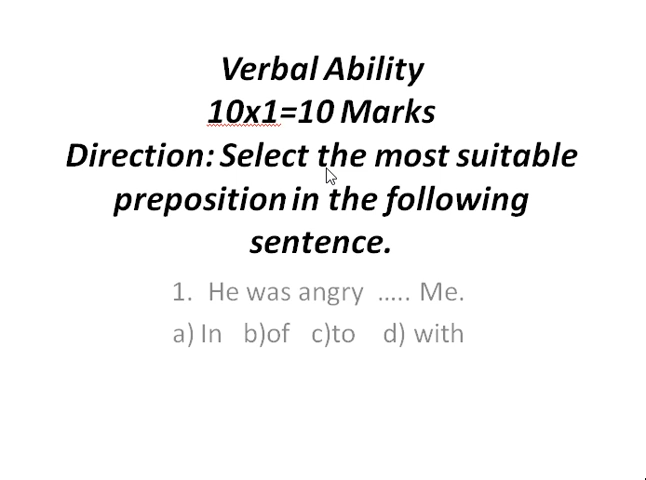 Verbal Ability
10x1=10 Marks
Direction: Select the most suitable
preposition in the following
sentence.
1. He was angry ..... Me.
a) In b)of c)to d) with